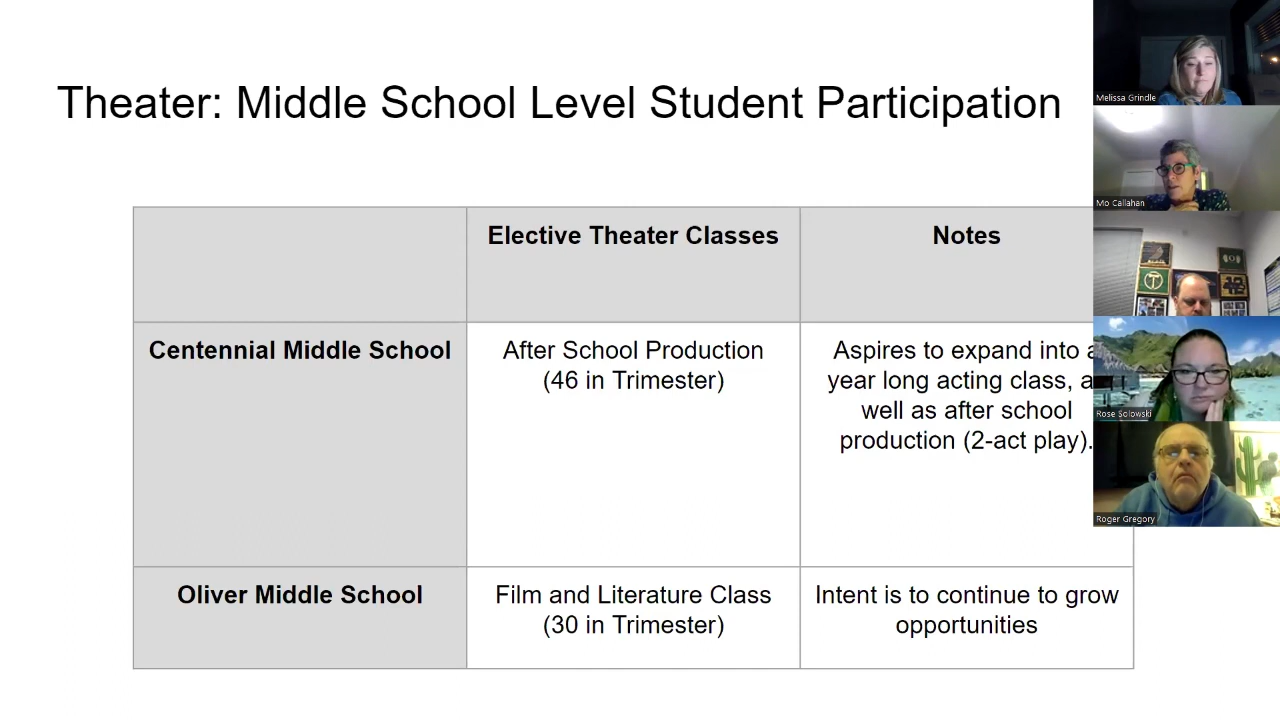 Theater: Middle School Level Student Participation
Elective Theater Classes
Notes
Centennial Middle School
After School Production
(46 in Trimester)
Aspires to expand into a
year long acting class, a
well as after school
production (2-act play).
Oliver Middle School
Film and Literature Class
(30 in Trimester)
Intent is to continue to grow
opportunities
Melissa Grindle
Mo Callahan
Rose Solowski
Roger Gregory